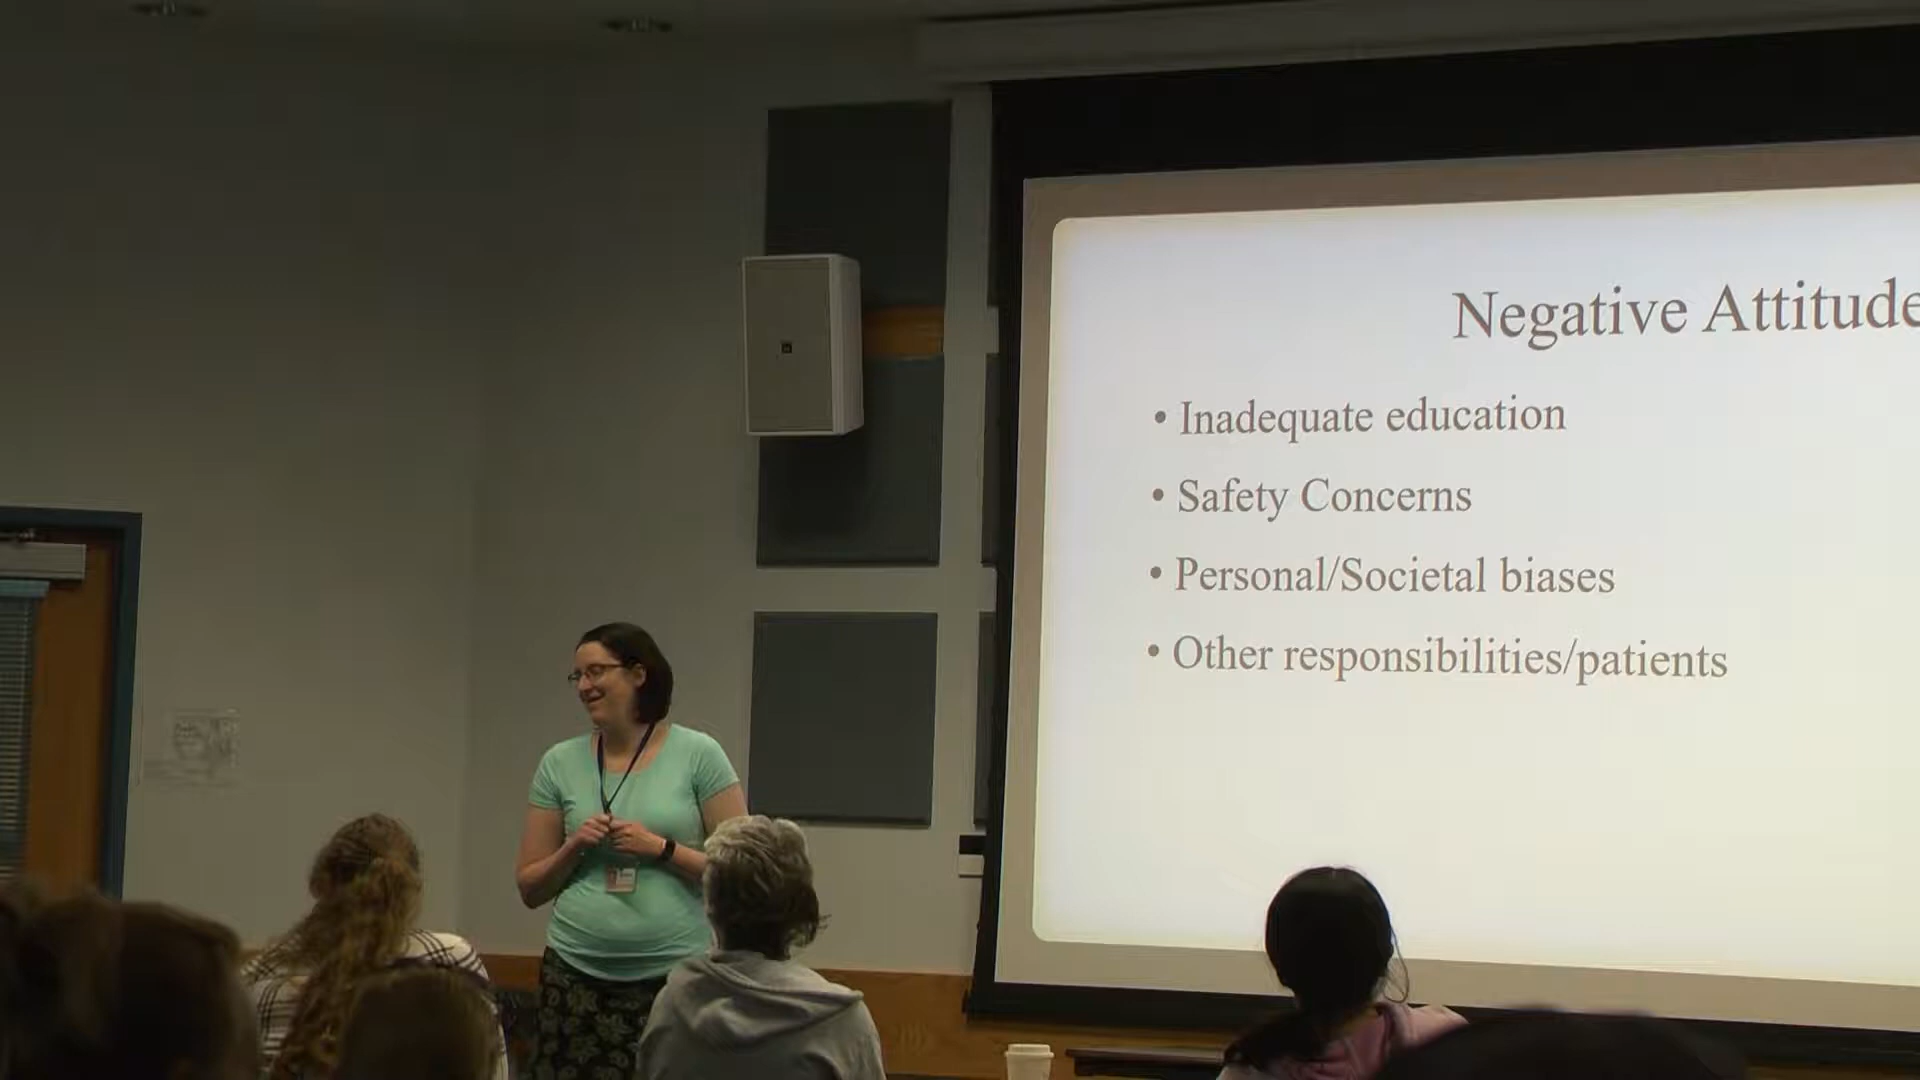 Negative Attitude
• Inadequate education
• Safety Concerns
• Personal/Societal biases
• Other responsibilities/patients